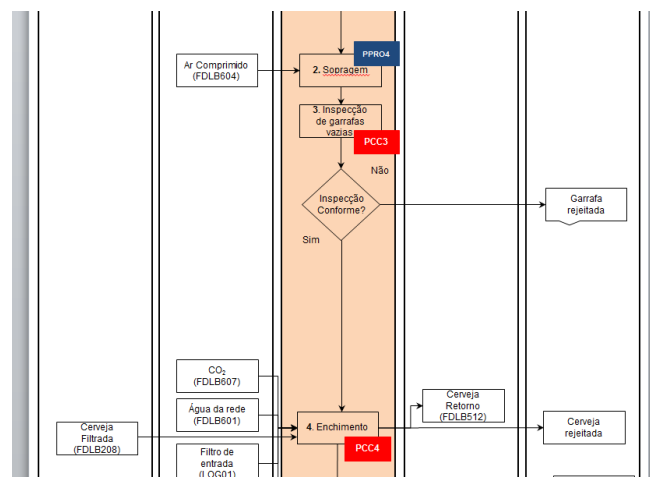 PPRO4
Ar Comprimido
(FDLB604)
2. Sopragem
3. Inspecção
de garrafas
vazias
PCC3
Não
Inspecção
Conforme?
Garrafa
rejeitada
Sim
CO₂
(FDLB607)
Água da rede
(FDLB601)
Cerveja
Retorno
(FDLB512)
Cerveja
Filtrada
(FDLB208)
4. Enchimento
Cerveja
rejeitada
PCC4
Filtro de
entrada
(LOG01)